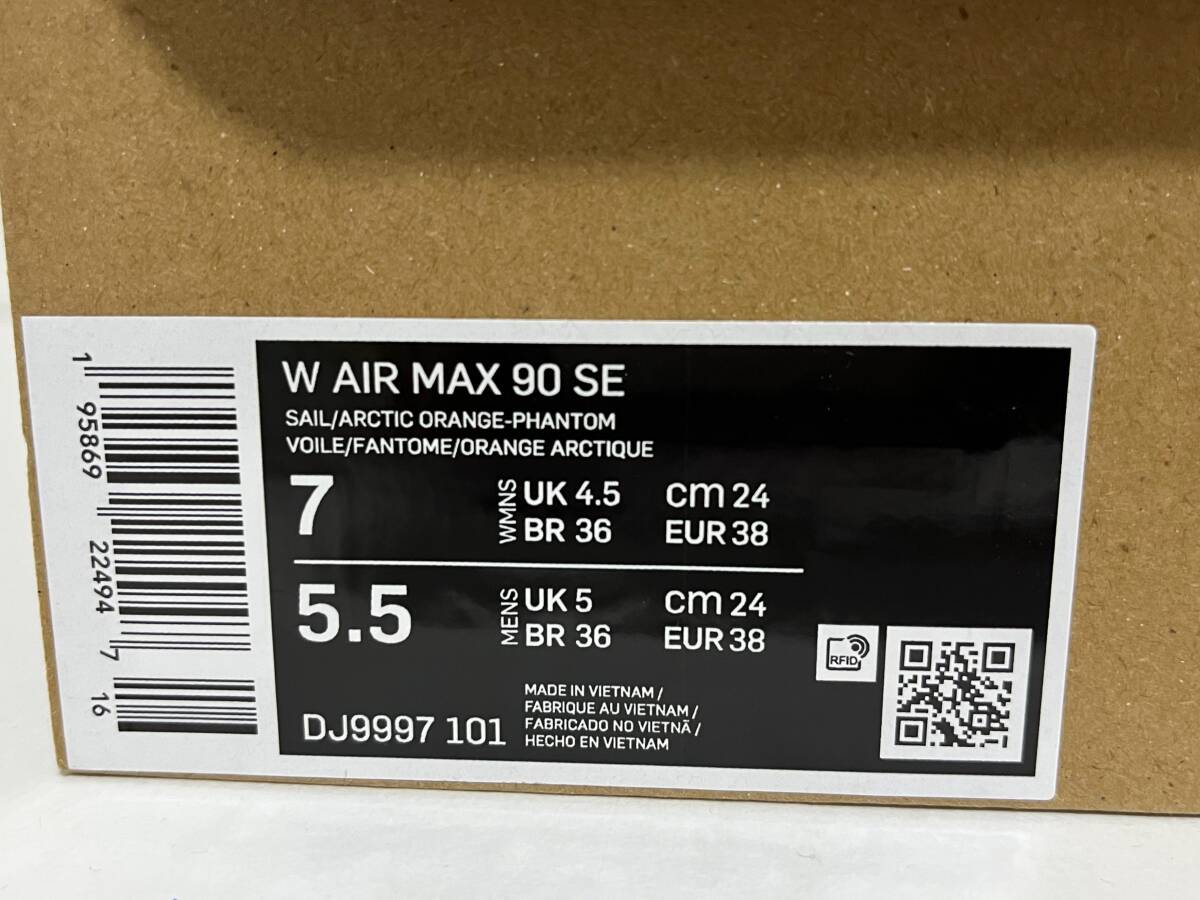 W AIR MAX 90 SE
SAIL/ARCTIC ORANGE-PHANTOM
VOILE/FANTOME/ORANGE ARCTIQUE
7
WMNS
UK 4.5 cm 24
BR 36 EUR 38
5.5
MENS
UK 5 cm 24
BR 36 EUR 38
DJ9997 101
MADE IN VIETNAM /
FABRIQUE AU VIETNAM /
FABRICADO NO VIETNÃ /
HECHO EN VIETNAM
RFID
1 95869 22494 7 16